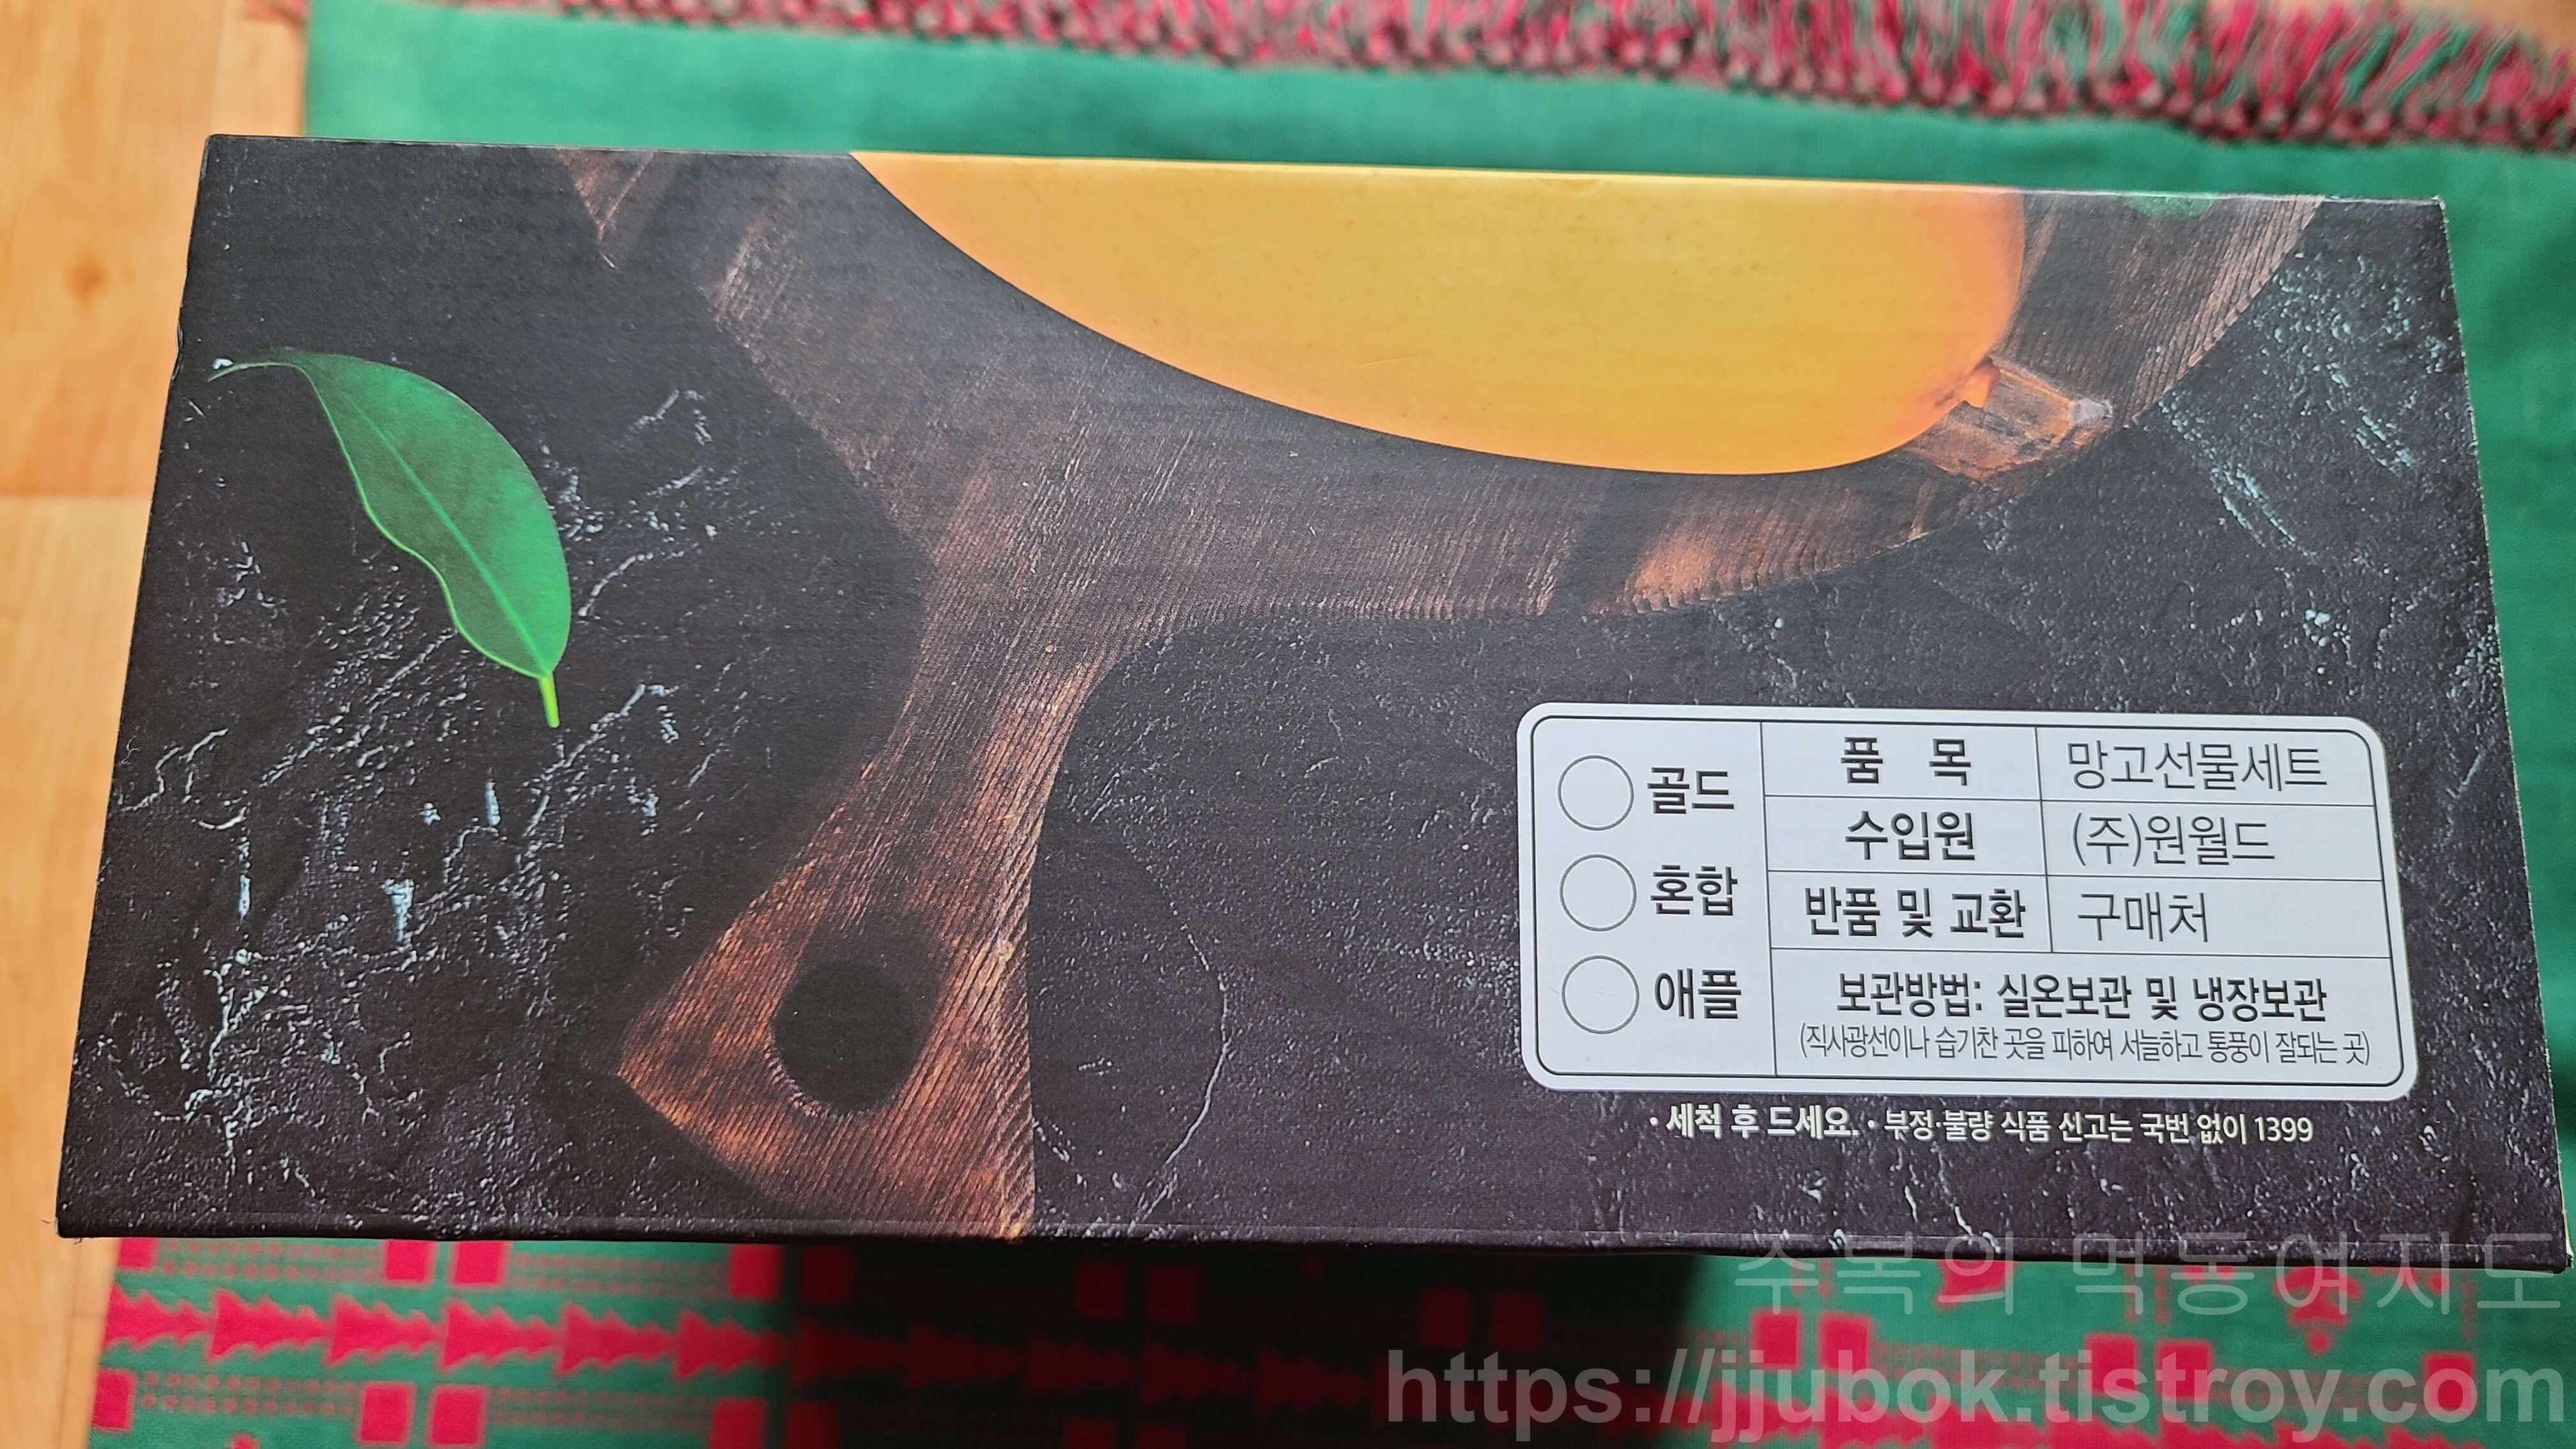 골드
혼합
애플
품 목 망고선물세트
수입원 (주)원월드
반품 및 교환 구매처
보관방법: 실온보관 및 냉장보관
(직사광선이나 습기찬 곳을 피하여 서늘하고 통풍이 잘되는 곳)
· 세척 후 드세요. · 부정·불량 식품 신고는 국번 없이 1399
주복의 먹동여지도
https://jjubok.tistroy.com